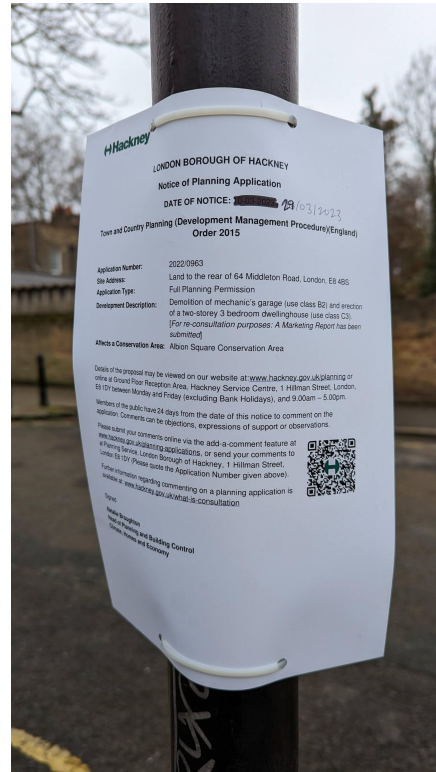 Hackney
LONDON BOROUGH OF HACKNEY
Notice of Planning Application
DATE OF NOTICE: 29/03/2023
Town and Country Planning (Development Management Procedure)(England)
Order 2015
Application Number: 2022/0963
Site Address: Land to the rear of 64 Middleton Road, London, E8 4BS
Application Type: Full Planning Permission
Development Description: Demolition of mechanic's garage (use class B2) and erection
of a two-storey 3 bedroom dwellinghouse (use class C3).
[For re-consultation purposes: A Marketing Report has been
submitted]
Affects a Conservation Area: Albion Square Conservation Area
Details of the proposal may be viewed on our website at:www.hackney.gov.uk/planning or
online at Ground Floor Reception Area, Hackney Service Centre, 1 Hillman Street, London,
E8 1DY between Monday and Friday (excluding Bank Holidays), and 9.00am – 5.00pm.
Members of the public have 24 days from the date of this notice to comment on the
application. Comments can be objections, expressions of support or observations.
Please submit your comments online via the add-a-comment feature at
www.hackney.gov.uk/planning-applications, or send your comments to
at Planning Service, London Borough of Hackney, 1 Hillman Street,
London E8 1DY (Please quote the Application Number given above).
Further information regarding commenting on a planning application is
available at: www.hackney.gov.uk/what-is-consultation
Signed
Natalie Broughton
Head of Planning and Building Control
Climate, Homes and Economy